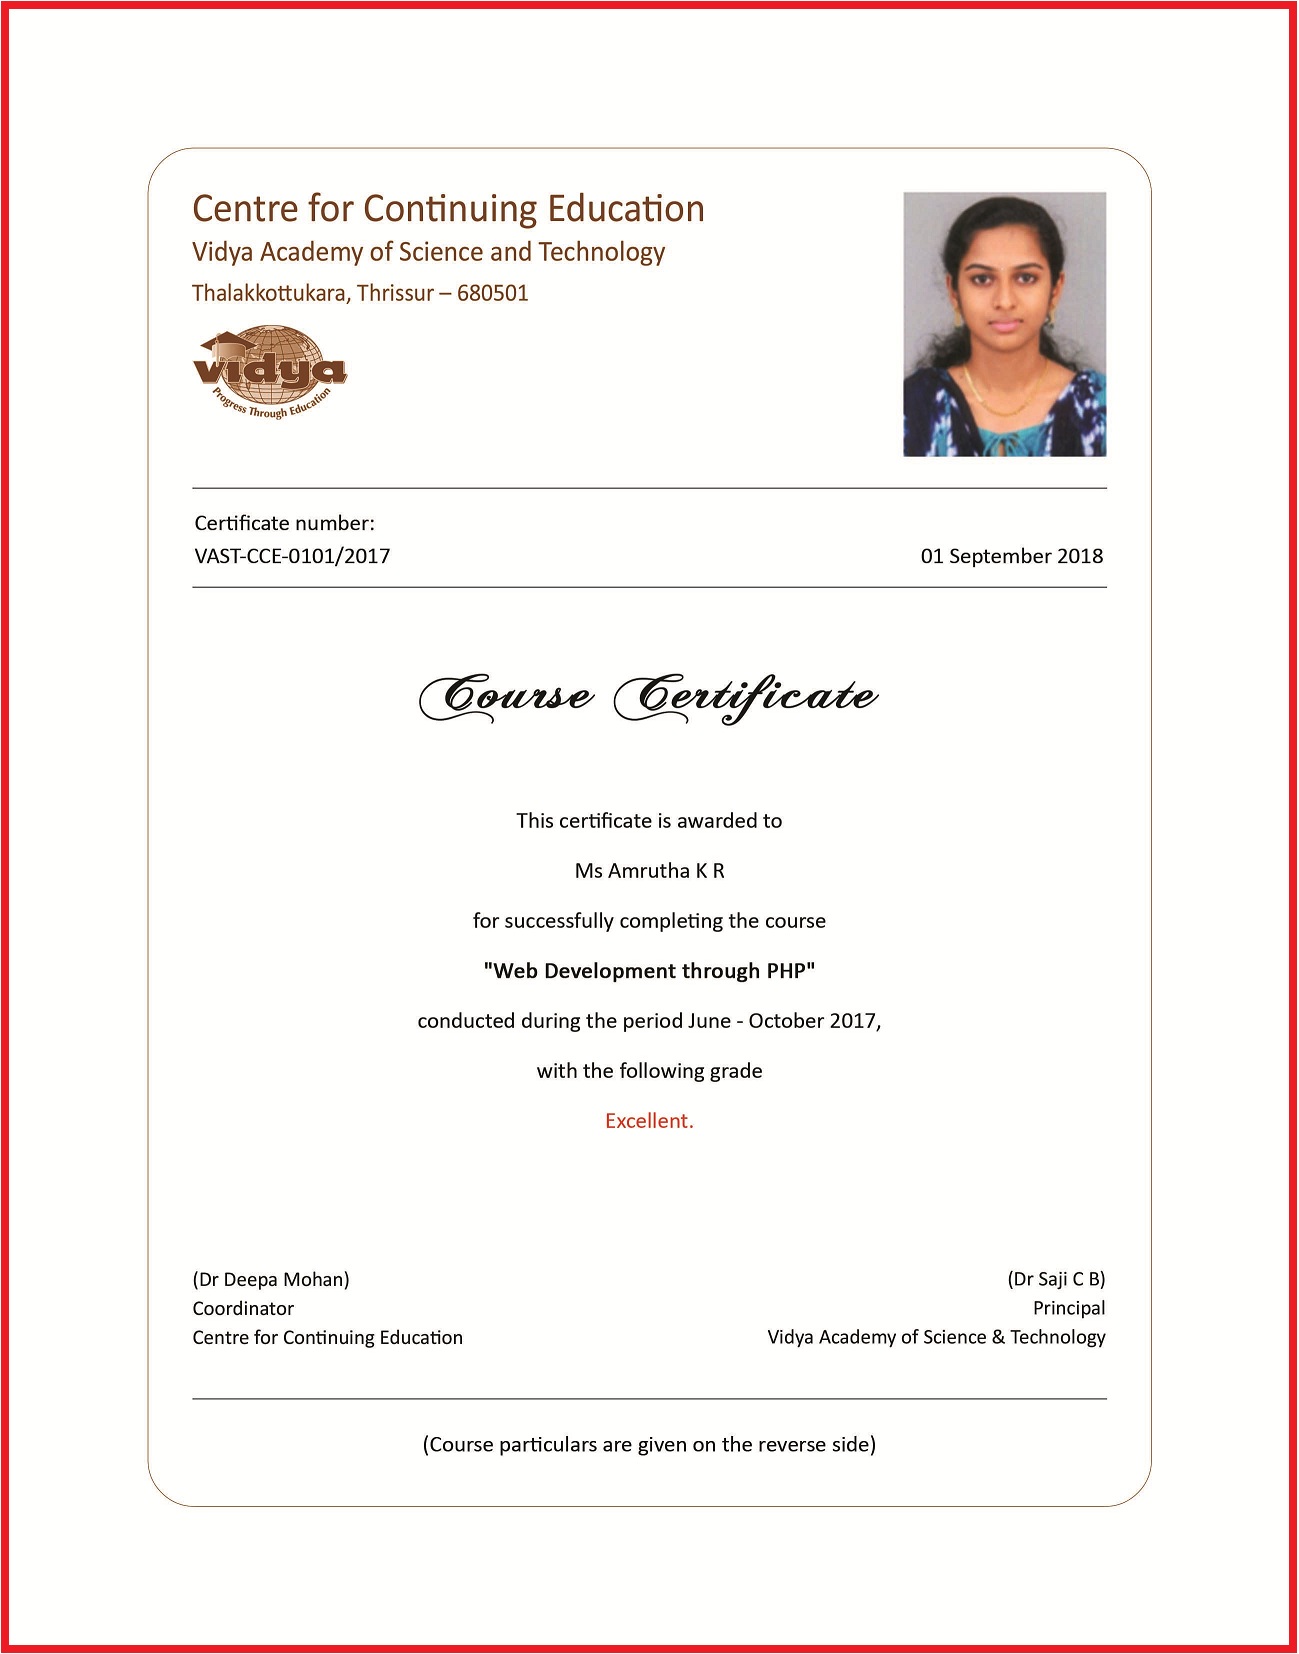 Centre for Continuing Education
Vidya Academy of Science and Technology
Thalakkottukara, Thrissur – 680501
vidya
Progress Through Education
Certificate number:
VAST-CCE-0101/2017
01 September 2018
Course Certificate
This certificate is awarded to
Ms Amrutha K R
for successfully completing the course
"Web Development through PHP"
conducted during the period June - October 2017,
with the following grade
Excellent.
(Dr Deepa Mohan)
Coordinator
Centre for Continuing Education
(Dr Saji C B)
Principal
Vidya Academy of Science & Technology
(Course particulars are given on the reverse side)